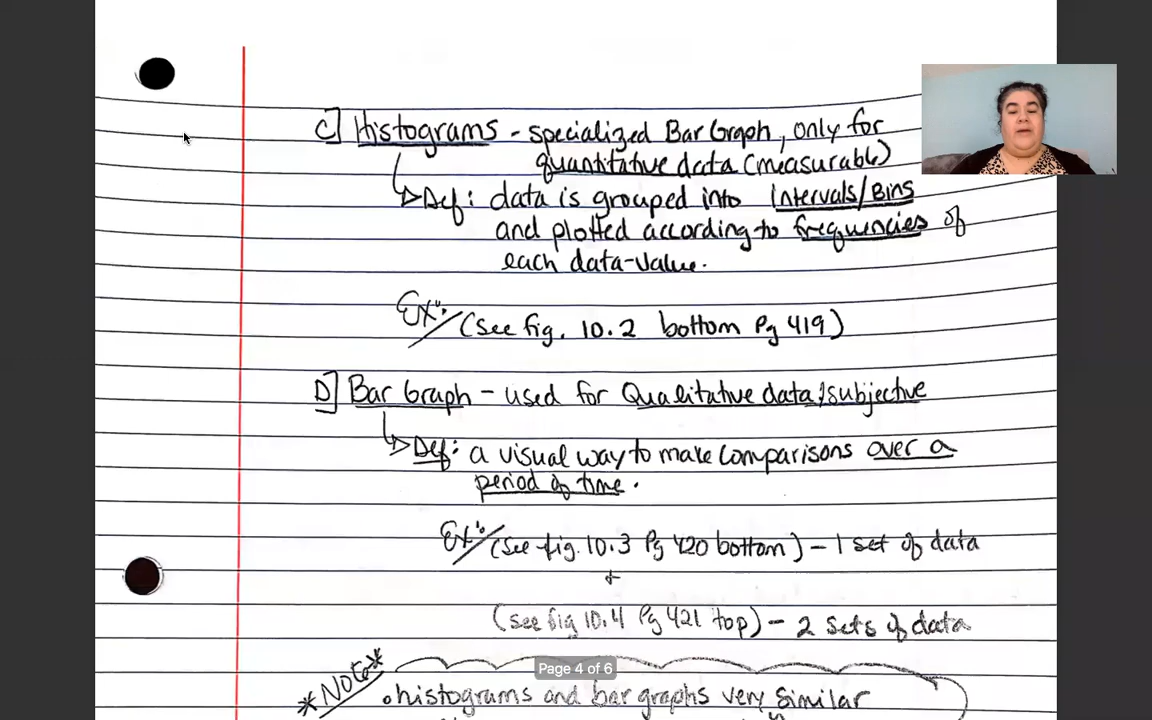 C] Histograms - specialized Bar Graph, only for
quantitative data (measurable)
Def: data is grouped into Intervals/Bins
and plotted according to frequencies of
each data-value.
Ex:/ (see fig. 10.2 bottom Pg 419)
D] Bar Graph - used for Qualitative data/subjective
Def: a visual way to make comparisons over a
period of time.
Ex:/ (see fig. 10.3 Pg 420 bottom) - 1 set of data
+
(see fig 10.4 Pg 421 top) - 2 sets of data
Page 4 of 6
*Note*
• histograms and bar graphs very similar